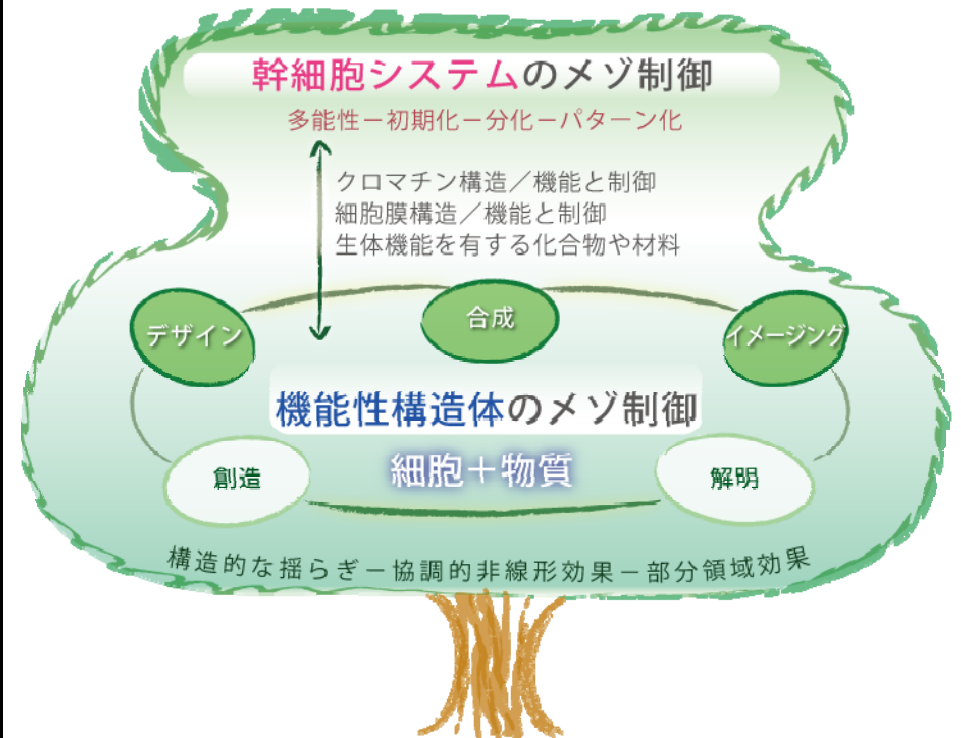 幹細胞システムのメゾ制御
多能性－初期化－分化－パターン化
クロマチン構造／機能と制御
細胞膜構造／機能と制御
生体機能を有する化合物や材料
デザイン
合成
イメージング
機能性構造体のメゾ制御
細胞＋物質
創造
解明
構造的な揺らぎ－協調的非線形効果－部分領域効果